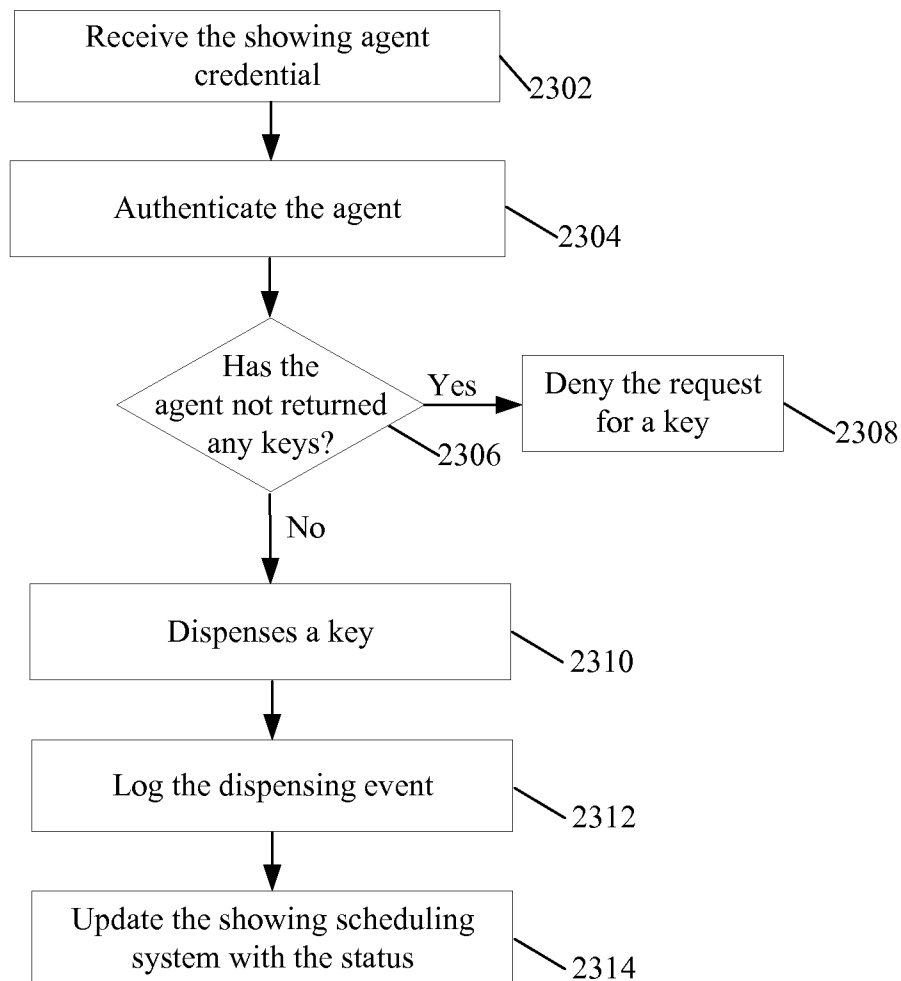 Receive the showing agent
credential
2302
Authenticate the agent
2304
Has the
agent not returned
any keys?
2306
Yes
Deny the request
for a key
2308
No
Dispenses a key
2310
Log the dispensing event
2312
Update the showing scheduling
system with the status
2314